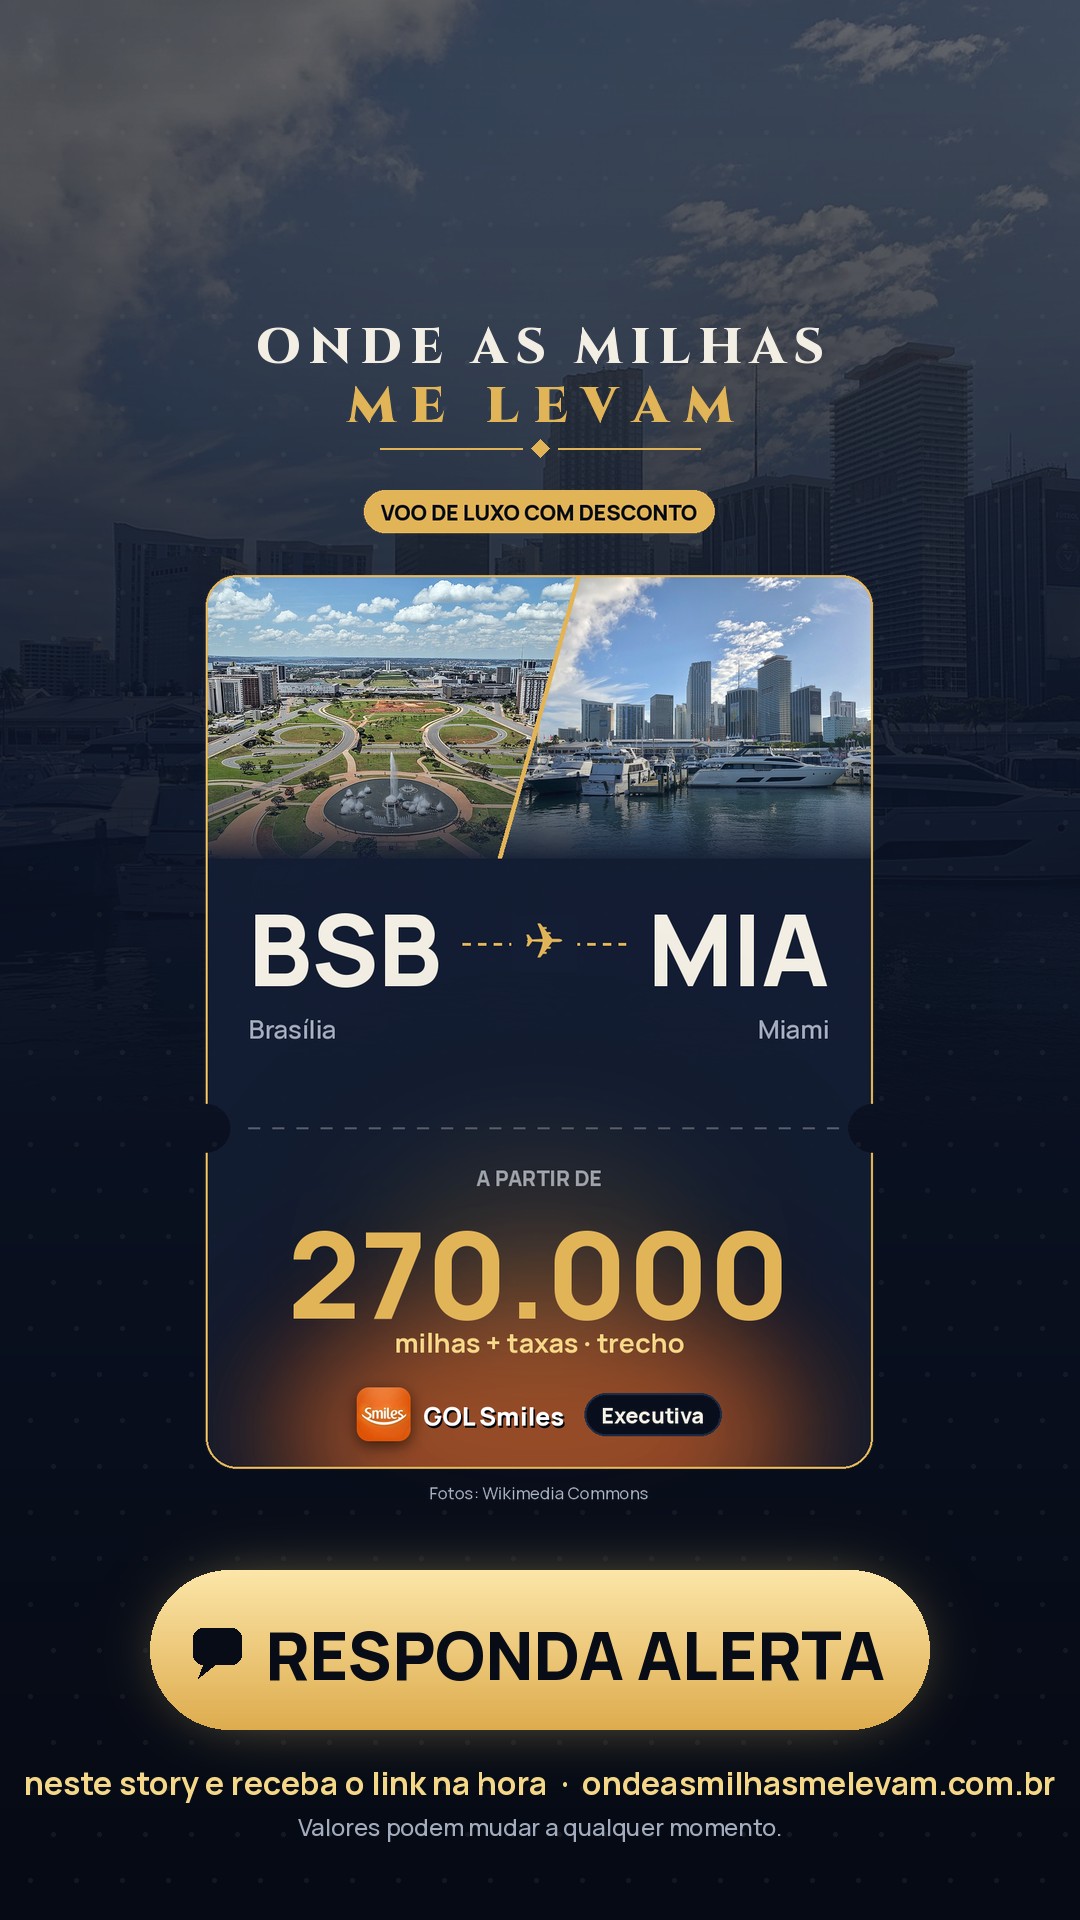 ONDE AS MILHAS
ME LEVAM
VOO DE LUXO COM DESCONTO
BSB
MIA
Brasília
Miami
A PARTIR DE
270.000
milhas + taxas · trecho
Smiles
GOL Smiles
Executiva
Fotos: Wikimedia Commons
RESPONDA ALERTA
neste story e receba o link na hora · ondeasmilhasmelevam.com.br
Valores podem mudar a qualquer momento.